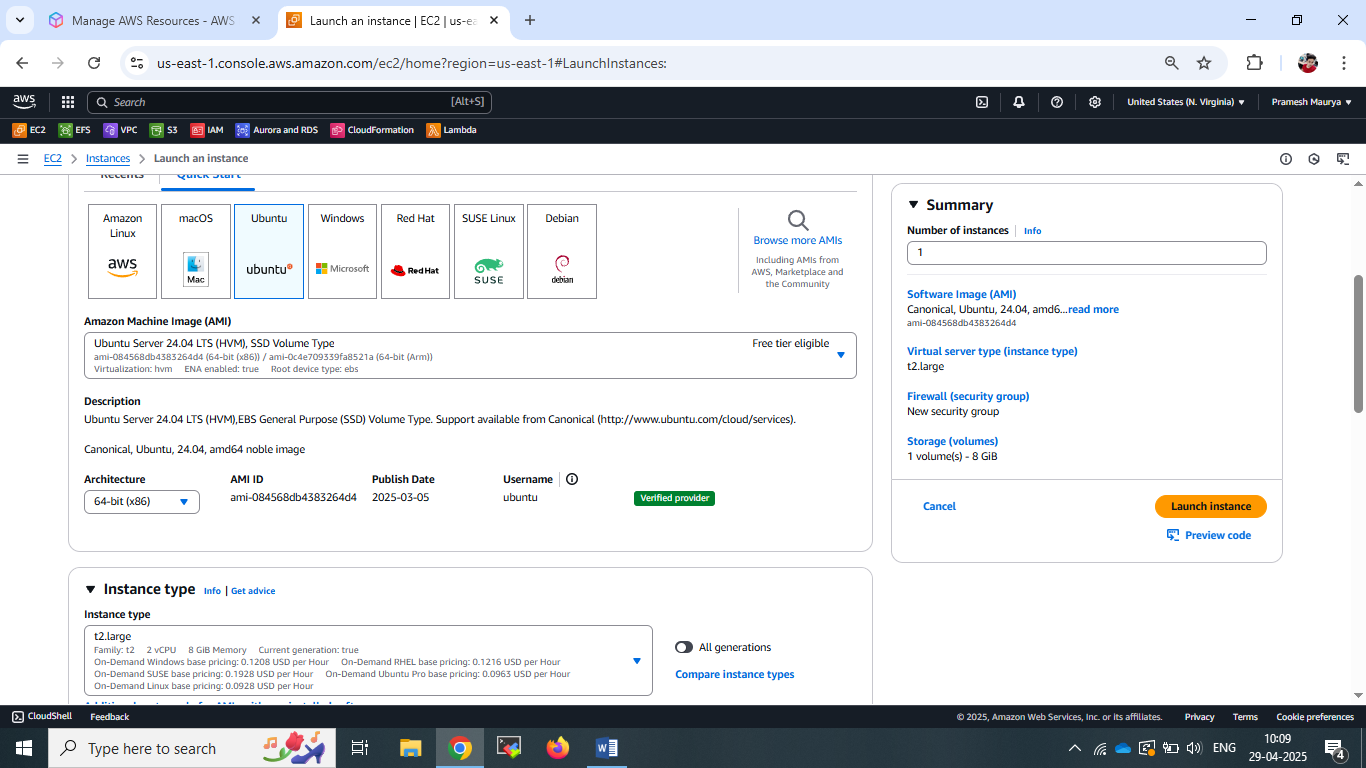 Manage AWS Resources - AWS
Launch an instance | EC2 | us-ea
us-east-1.console.aws.amazon.com/ec2/home?region=us-east-1#LaunchInstances:
aws
Search
[Alt+S]
United States (N. Virginia)
Pramesh Maurya
EC2
EFS
VPC
S3
IAM
Aurora and RDS
CloudFormation
Lambda
EC2
Instances
Launch an instance
Recents
Quick Start
Amazon Linux
aws
macOS
Mac
Ubuntu
ubuntu
Windows
Microsoft
Red Hat
Red Hat
SUSE Linux
SUSE
Debian
debian
Browse more AMIs
Including AMIs from
AWS, Marketplace and
the Community
Amazon Machine Image (AMI)
Ubuntu Server 24.04 LTS (HVM), SSD Volume Type
Free tier eligible
ami-084568db4383264d4 (64-bit (x86)) / ami-0c4e709339fa8521a (64-bit (Arm))
Virtualization: hvm ENA enabled: true Root device type: ebs
Description
Ubuntu Server 24.04 LTS (HVM),EBS General Purpose (SSD) Volume Type. Support available from Canonical (http://www.ubuntu.com/cloud/services).
Canonical, Ubuntu, 24.04, amd64 noble image
Architecture
64-bit (x86)
AMI ID
ami-084568db4383264d4
Publish Date
2025-03-05
Username
ubuntu
Verified provider
Instance type
Info | Get advice
Instance type
t2.large
Family: t2 2 vCPU 8 GiB Memory Current generation: true
On-Demand Windows base pricing: 0.1208 USD per Hour On-Demand RHEL base pricing: 0.1216 USD per Hour
On-Demand SUSE base pricing: 0.1928 USD per Hour On-Demand Ubuntu Pro base pricing: 0.0963 USD per Hour
On-Demand Linux base pricing: 0.0928 USD per Hour
All generations
Compare instance types
Summary
Number of instances
Info
1
Software Image (AMI)
Canonical, Ubuntu, 24.04, amd6...read more
ami-084568db4383264d4
Virtual server type (instance type)
t2.large
Firewall (security group)
New security group
Storage (volumes)
1 volume(s) - 8 GiB
Cancel
Launch instance
Preview code
CloudShell
Feedback
© 2025, Amazon Web Services, Inc. or its affiliates.
Privacy
Terms
Cookie preferences
Type here to search
ENG
10:09
29-04-2025
4